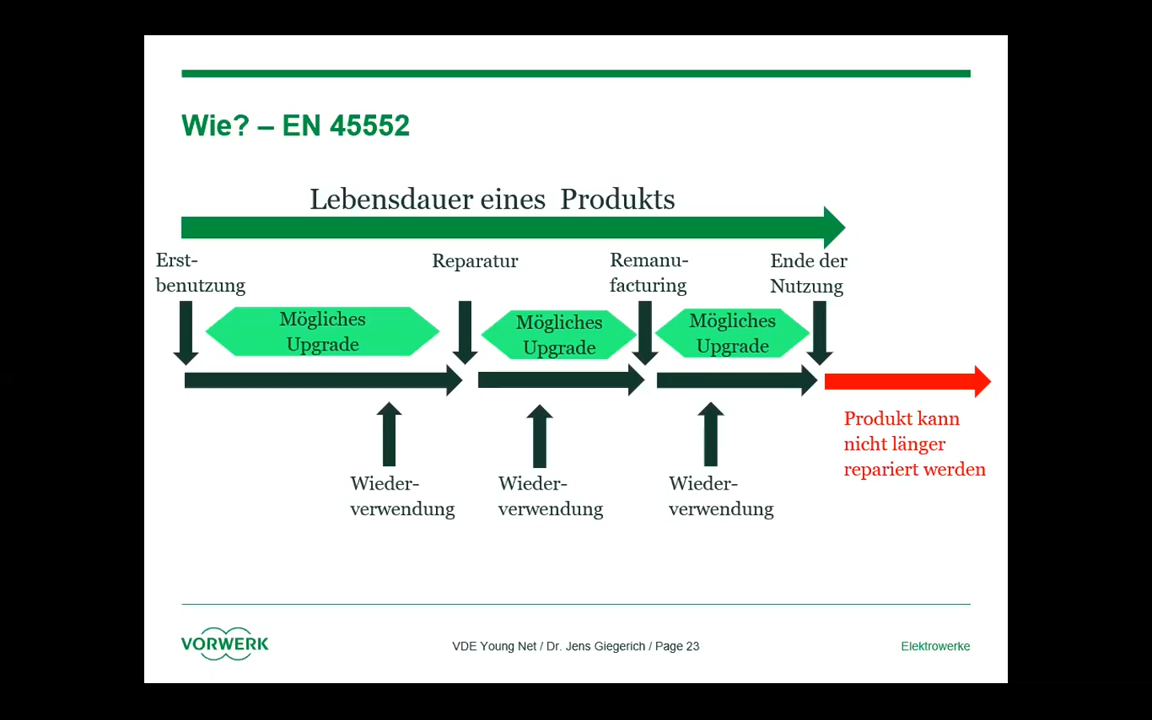 Wie? – EN 45552
Lebensdauer eines Produkts
Erst-
benutzung
Reparatur
Remanu-
facturing
Ende der
Nutzung
Mögliches
Upgrade
Mögliches
Upgrade
Mögliches
Upgrade
Produkt kann
nicht länger
repariert werden
Wieder-
verwendung
Wieder-
verwendung
Wieder-
verwendung
VORWERK
VDE Young Net / Dr. Jens Giegerich / Page 23
Elektrowerke